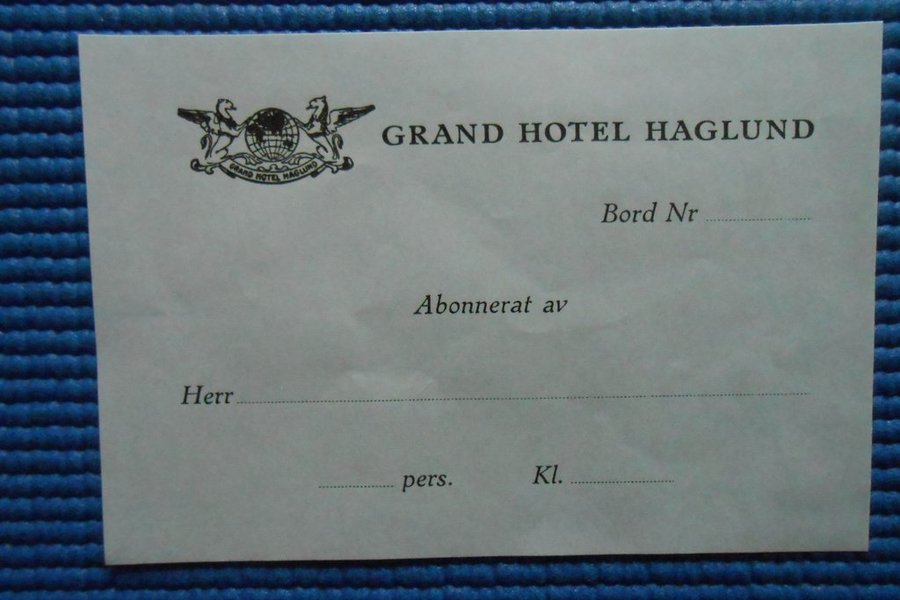 GRAND HOTEL HAGLUND
GRAND HOTEL HAGLUND
Bord Nr
Abonnerat av
Herr
pers. Kl.